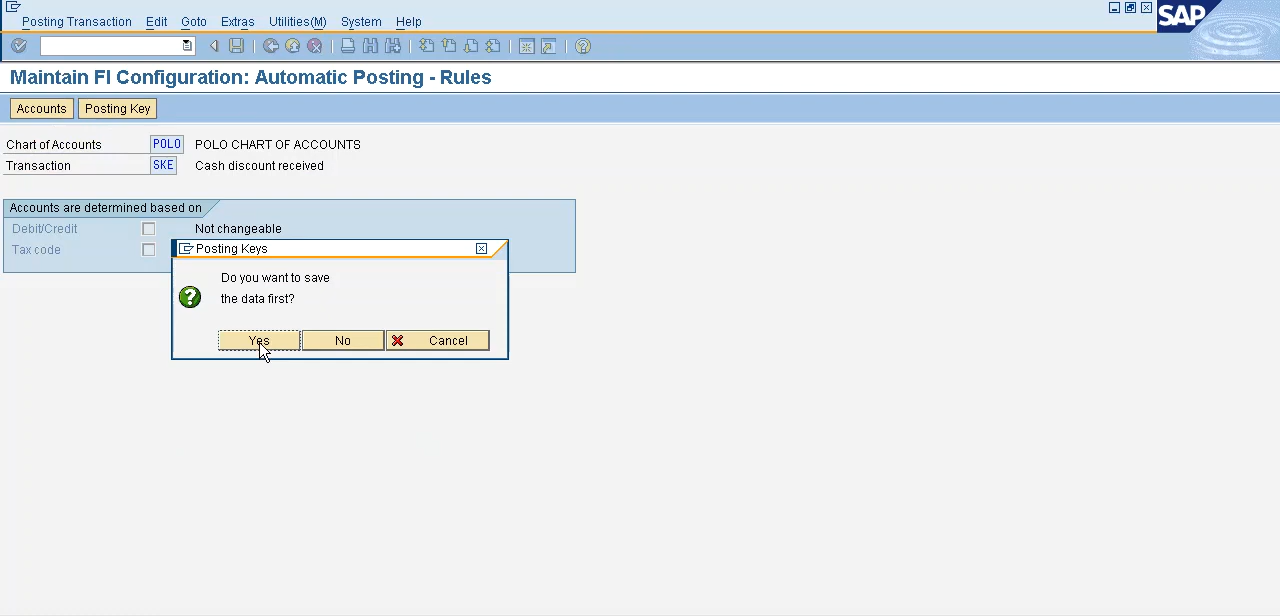 Posting Transaction Edit Goto Extras Utilities(M) System Help
SAP
Maintain FI Configuration: Automatic Posting - Rules
Accounts Posting Key
Chart of Accounts POLO POLO CHART OF ACCOUNTS
Transaction SKE Cash discount received
Accounts are determined based on
Debit/Credit Not changeable
Tax code
Posting Keys
Do you want to save
the data first?
Yes No Cancel